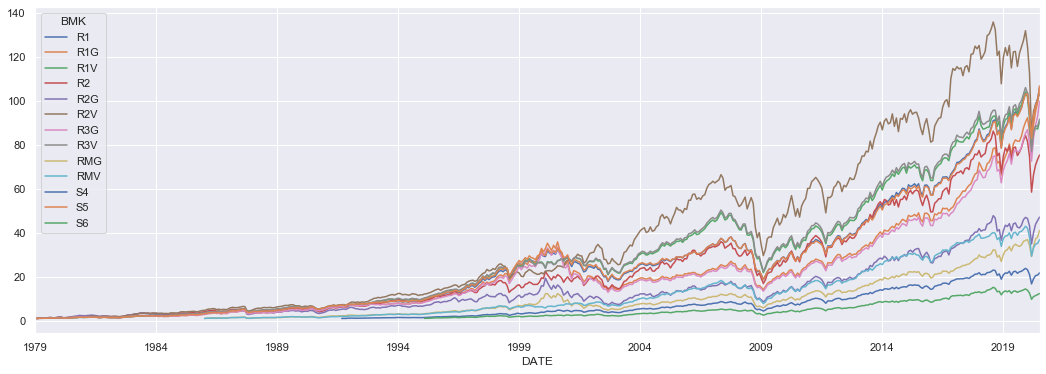 BMK
R1
R1G
R1V
R2
R2G
R2V
R3G
R3V
RMG
RMV
S4
S5
S6
140
120
100
80
60
40
20
0
1979 1984 1989 1994 1999 2004 2009 2014 2019
DATE